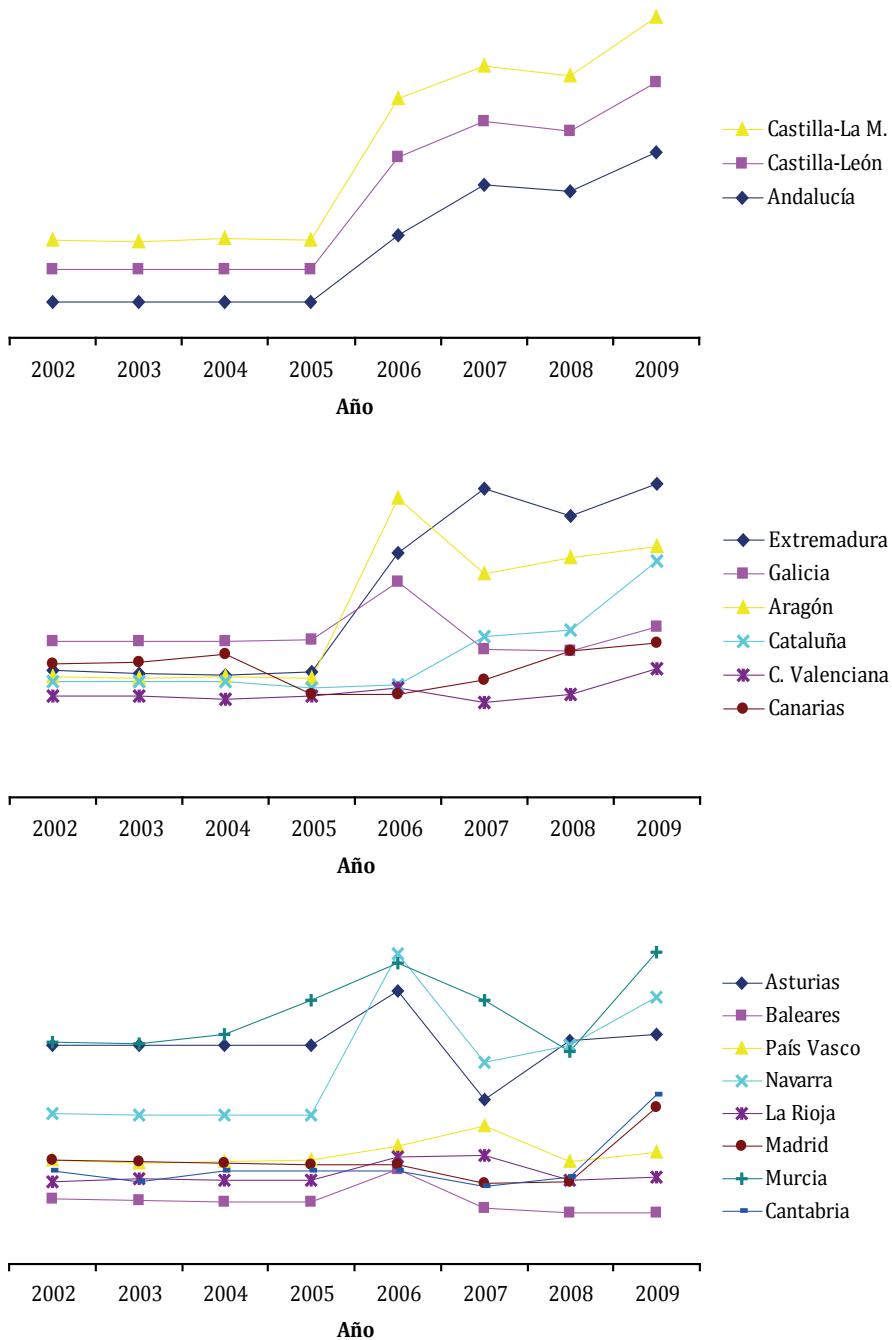 Castilla-La M.
Castilla-León
Andalucía
2002 2003 2004 2005 2006 2007 2008 2009
Año
Extremadura
Galicia
Aragón
Cataluña
C. Valenciana
Canarias
2002 2003 2004 2005 2006 2007 2008 2009
Año
Asturias
Baleares
País Vasco
Navarra
La Rioja
Madrid
Murcia
Cantabria
2002 2003 2004 2005 2006 2007 2008 2009
Año